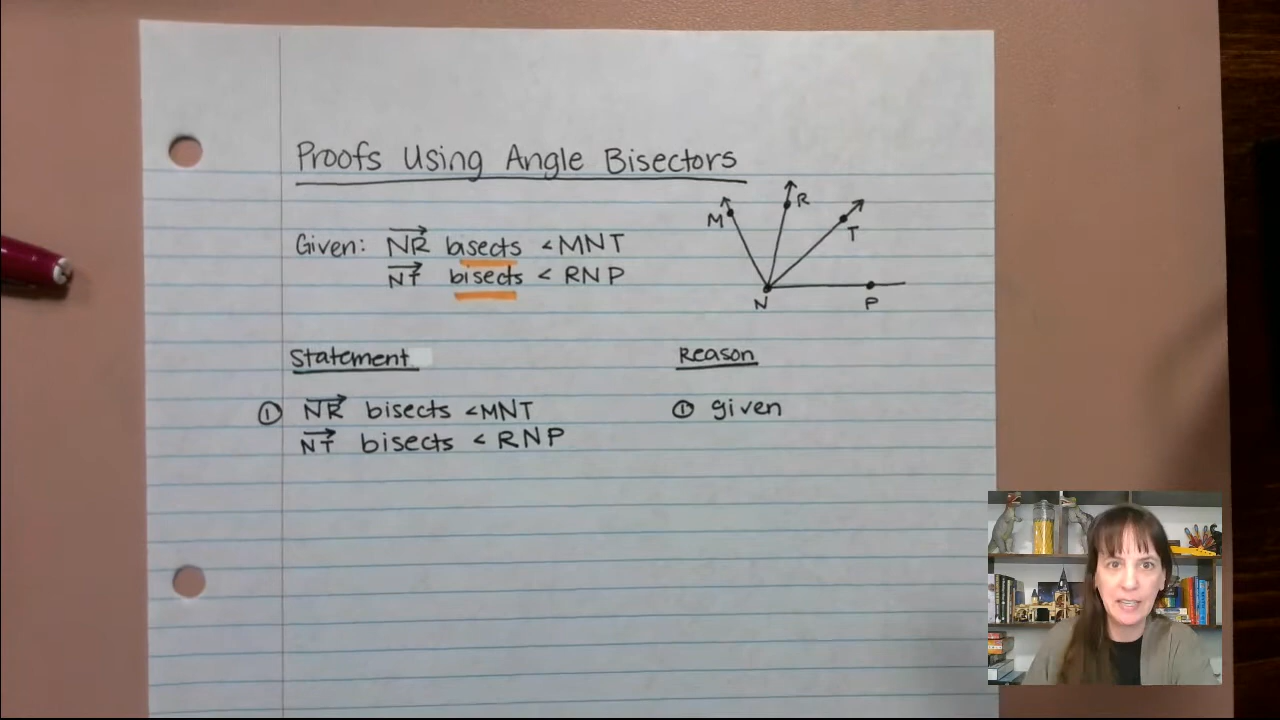 Proofs Using Angle Bisectors
Given: NR bisects <MNT
NT bisects < RNP
M
R
T
N
P
Statement
Reason
① NR bisects <MNT
① given
NT bisects < RNP